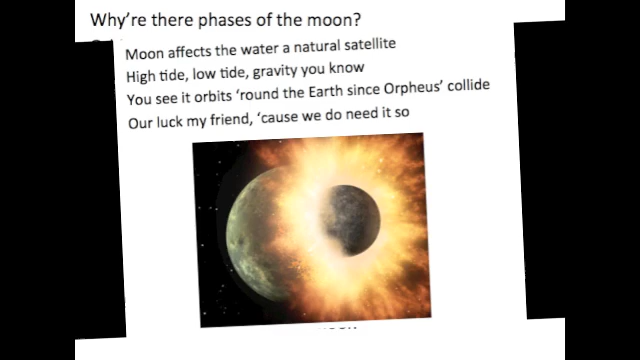 Why’re there phases of the moon?
Moon affects the water a natural satellite
High tide, low tide, gravity you know
You see it orbits ‘round the Earth since Orpheus’ collide
Our luck my friend, ‘cause we do need it so